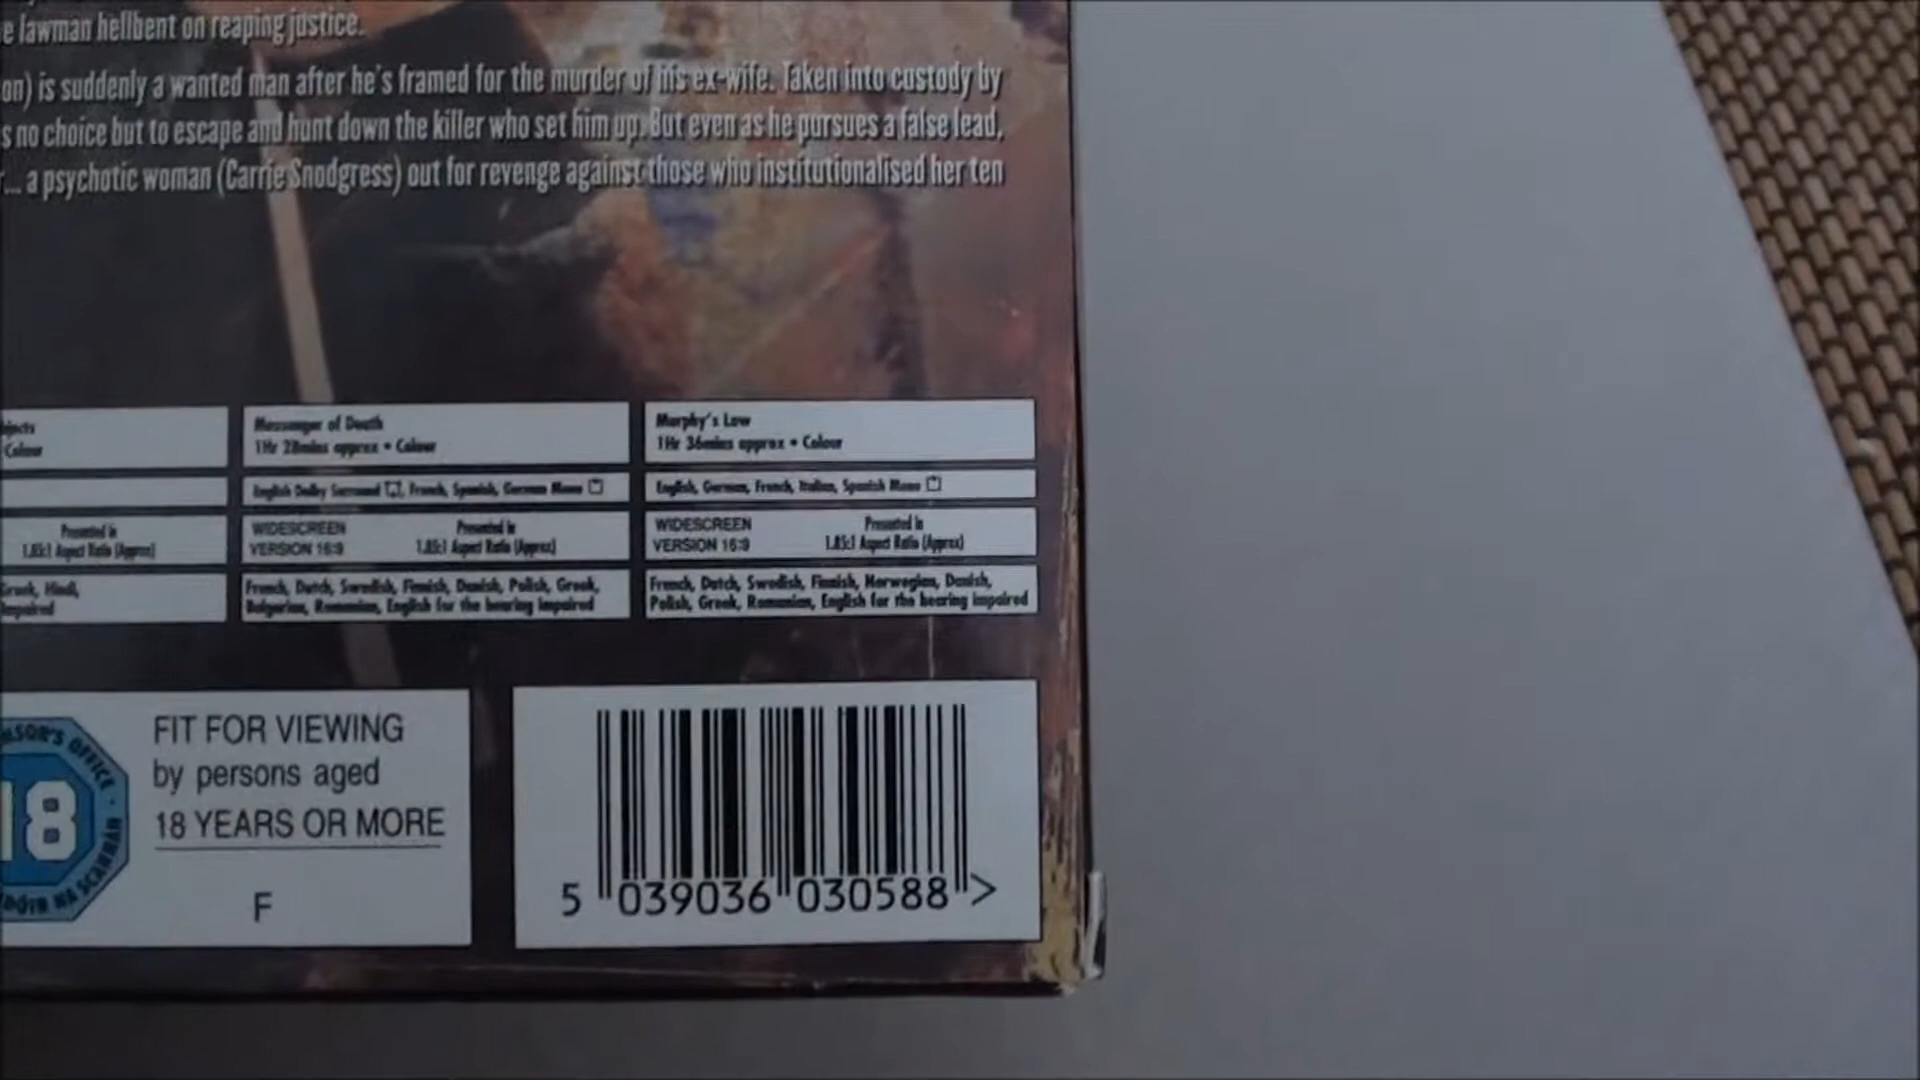 e lawman hellbent on reaping justice.
on) is suddenly a wanted man after he's framed for the murder of his ex-wife. Taken into custody by
s no choice but to escape and hunt down the killer who set him up. But even as he pursues a false lead,
r... a psychotic woman (Carrie Snodgress) out for revenge against those who institutionalised her ten
jects
Colour
Presented in
1.85:1 Aspect Ratio (Approx)
Greek, Hindi,
impaired
Messenger of Death
1Hr 28mins approx • Colour
English Dolby Surround, French, Spanish, German Mono
WIDESCREEN
VERSION 16:9
Presented in
1.85:1 Aspect Ratio (Approx)
French, Dutch, Swedish, Finnish, Danish, Polish, Greek,
Bulgarian, Romanian, English for the hearing impaired
Murphy's Law
1Hr 36mins approx • Colour
English, German, French, Italian, Spanish Mono
WIDESCREEN
VERSION 16:9
Presented in
1.85:1 Aspect Ratio (Approx)
French, Dutch, Swedish, Finnish, Norwegian, Danish,
Polish, Greek, Romanian, English for the hearing impaired
NSOR'S OFFICE
18
FIT FOR VIEWING
by persons aged
18 YEARS OR MORE
F
5 039036 030588 >